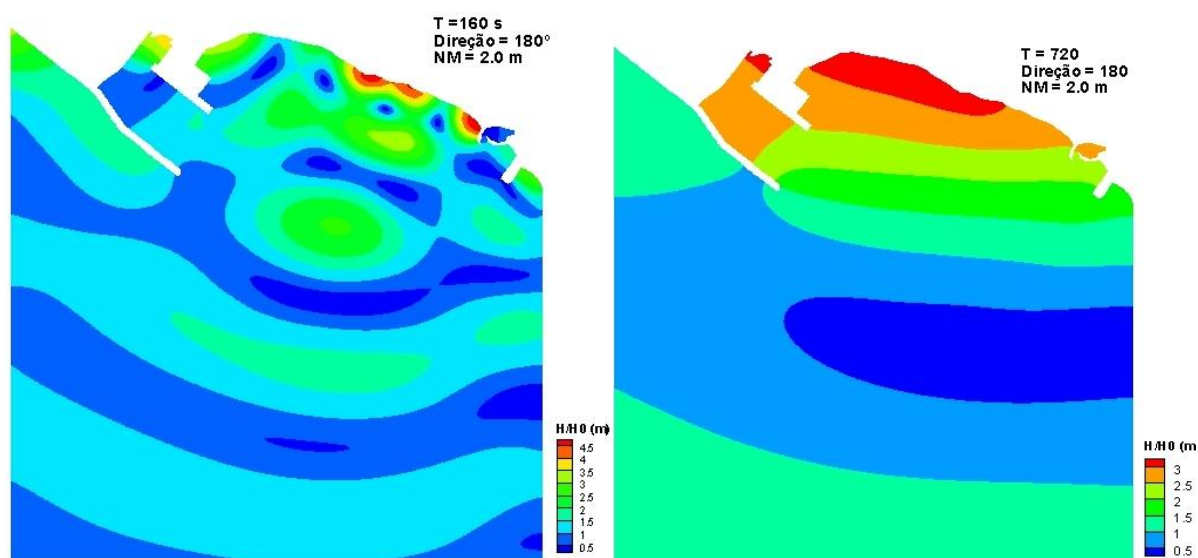 T =160 s
Direção = 180º
NM = 2.0 m
H/H0 (m)
4.5
4
3.5
3
2.5
2
1.5
1
0.5
T = 720
Direção = 180
NM = 2.0 m
H/H0 (m
3
2.5
2
1.5
1
0.5